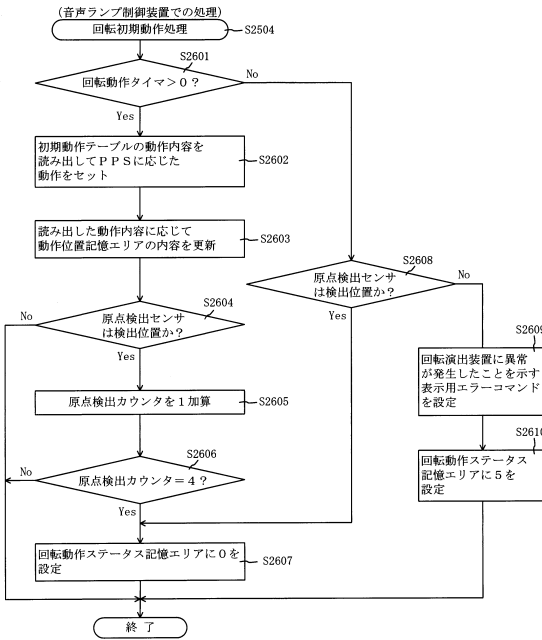 (音声ランプ制御装置での処理)
回転初期動作処理
S2504
S2601
回転動作タイマ>0?
No
Yes
初期動作テーブルの動作内容を
読み出してPPSに応じた
動作をセット
S2602
読み出した動作内容に応じて
動作位置記憶エリアの内容を更新
S2603
S2608
原点検出センサ
は検出位置か?
No
Yes
S2604
原点検出センサ
は検出位置か?
No
Yes
S2609
回転演出装置に異常
が発生したことを示す
表示用エラーコマンド
を設定
原点検出カウンタを1加算
S2605
S2606
原点検出カウンタ=4?
No
Yes
S2610
回転動作ステータス
記憶エリアに5を
設定
回転動作ステータス記憶エリアに0を
設定
S2607
終了